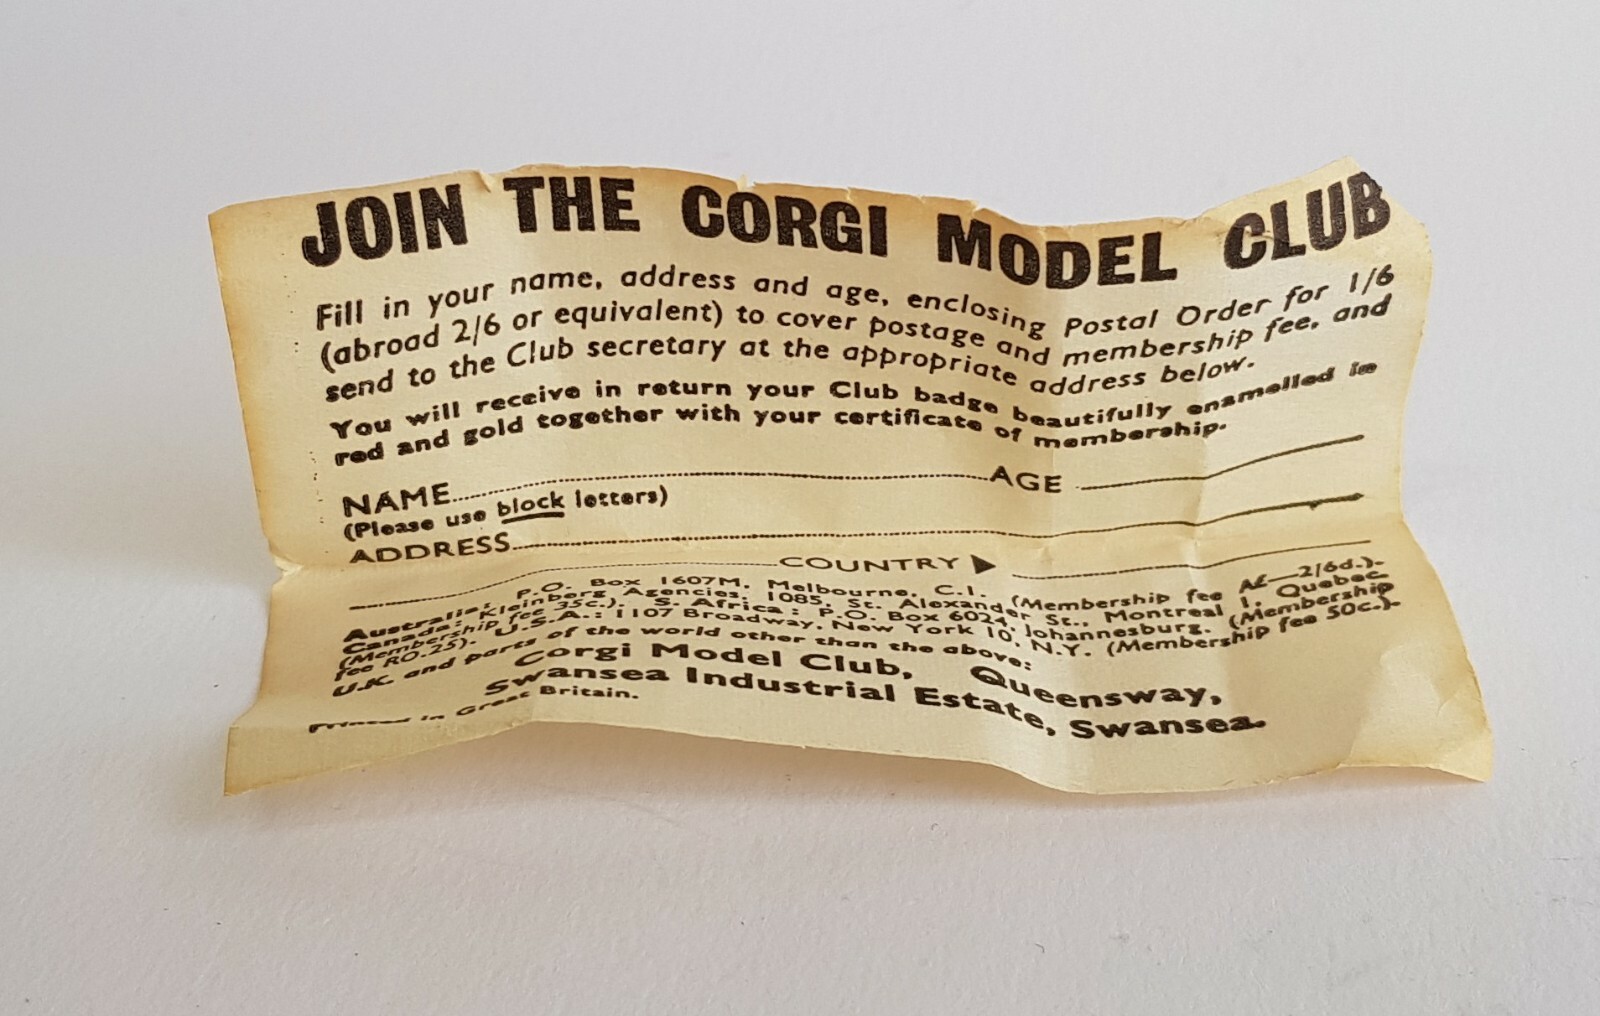 JOIN THE CORGI MODEL CLUB
Fill in your name, address and age, enclosing Postal Order for 1/6
(abroad 2/6 or equivalent) to cover postage and membership fee, and
send to the Club secretary at the appropriate address below.
You will receive in return your Club badge beautifully enamelled in
red and gold together with your certificate of membership.
NAME AGE
(Please use block letters)
ADDRESS
COUNTRY ▶
Australia: P.O. Box 1607M. Melbourne, C.1. (Membership fee A£—2/6d.).
Canada: Kleinberg Agencies. 1085, St. Alexander St., Montreal 1, Quebec.
(Membership fee 35c.). S. Africa: P.O. Box 6024, Johannesburg. (Membership
fee RO.25). U.S.A.: 1107 Broadway, New York 10, N.Y. (Membership fee 50c.).
U.K. and parts of the world other than the above:
Corgi Model Club, Queensway,
Swansea Industrial Estate, Swansea.
Printed in Great Britain.